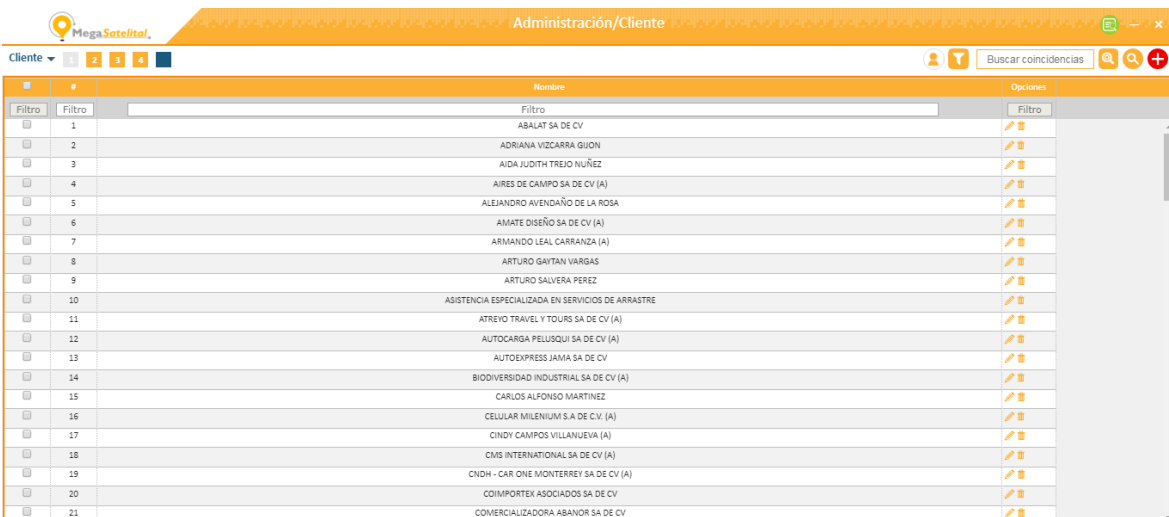 MegaSatelital
Administración/Cliente
Cliente 1 2 3 4
Buscar coincidencias
# Nombre Opciones
Filtro Filtro Filtro Filtro
1 ABALAT SA DE CV
2 ADRIANA VIZCARRA GIJON
3 AIDA JUDITH TREJO NUÑEZ
4 AIRES DE CAMPO SA DE CV (A)
5 ALEJANDRO AVENDAÑO DE LA ROSA
6 AMATE DISEÑO SA DE CV (A)
7 ARMANDO LEAL CARRANZA (A)
8 ARTURO GAYTAN VARGAS
9 ARTURO SALVERA PEREZ
10 ASISTENCIA ESPECIALIZADA EN SERVICIOS DE ARRASTRE
11 ATREYO TRAVEL Y TOURS SA DE CV (A)
12 AUTOCARGA PELUSQUI SA DE CV (A)
13 AUTOEXPRESS JAMA SA DE CV
14 BIODIVERSIDAD INDUSTRIAL SA DE CV (A)
15 CARLOS ALFONSO MARTINEZ
16 CELULAR MILENIUM S.A DE C.V. (A)
17 CINDY CAMPOS VILLANUEVA (A)
18 CMS INTERNATIONAL SA DE CV (A)
19 CNDH - CAR ONE MONTERREY SA DE CV (A)
20 COIMPORTEX ASOCIADOS SA DE CV
21 COMERCIALIZADORA ABANOR SA DE CV